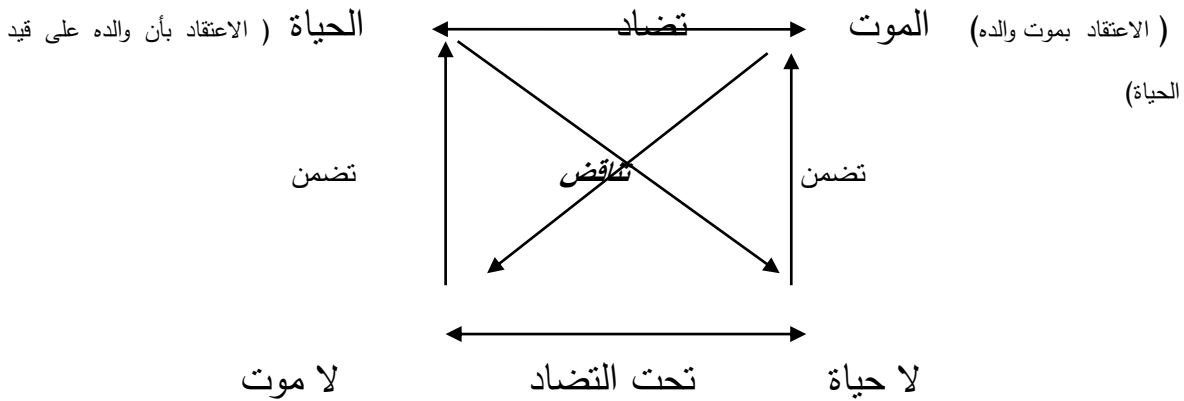 ( الاعتقاد بموت والده) الموت تضاد الحياة ( الاعتقاد بأن والده على قيد
الحياة)
تضمن تناقض تضمن
لا حياة تحت التضاد لا موت